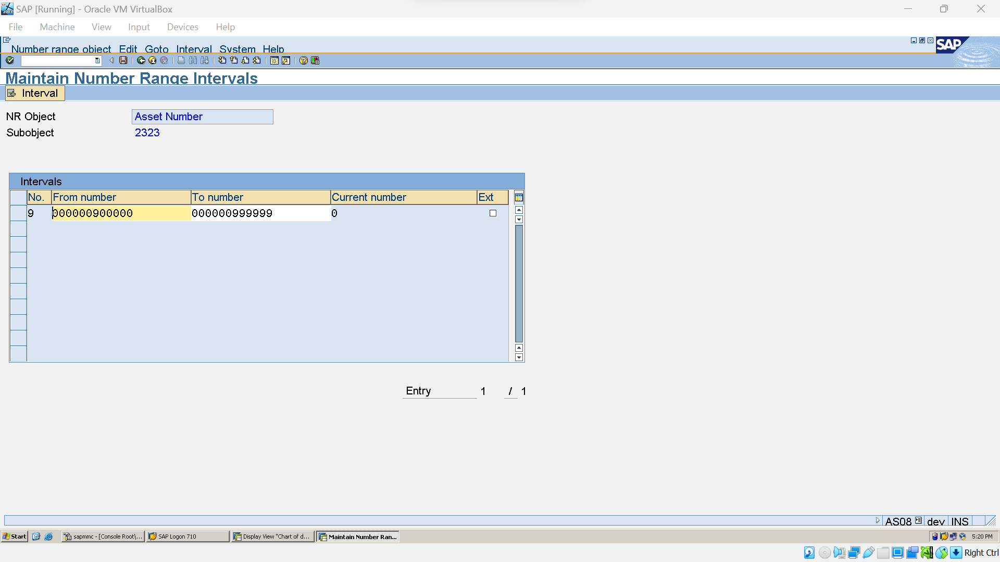 SAP [Running] - Oracle VM VirtualBox
File Machine View Input Devices Help
Number range object Edit Goto Interval System Help
SAP
Maintain Number Range Intervals
Interval
NR Object Asset Number
Subobject 2323
Intervals
No. From number To number Current number Ext
9 000000900000 000000999999 0
Entry 1 / 1
AS08 dev INS
Start sapmmc - [Console Root\... SAP Logon 710 Display View "Chart of d... Maintain Number Ran... 5:20 PM
Right Ctrl